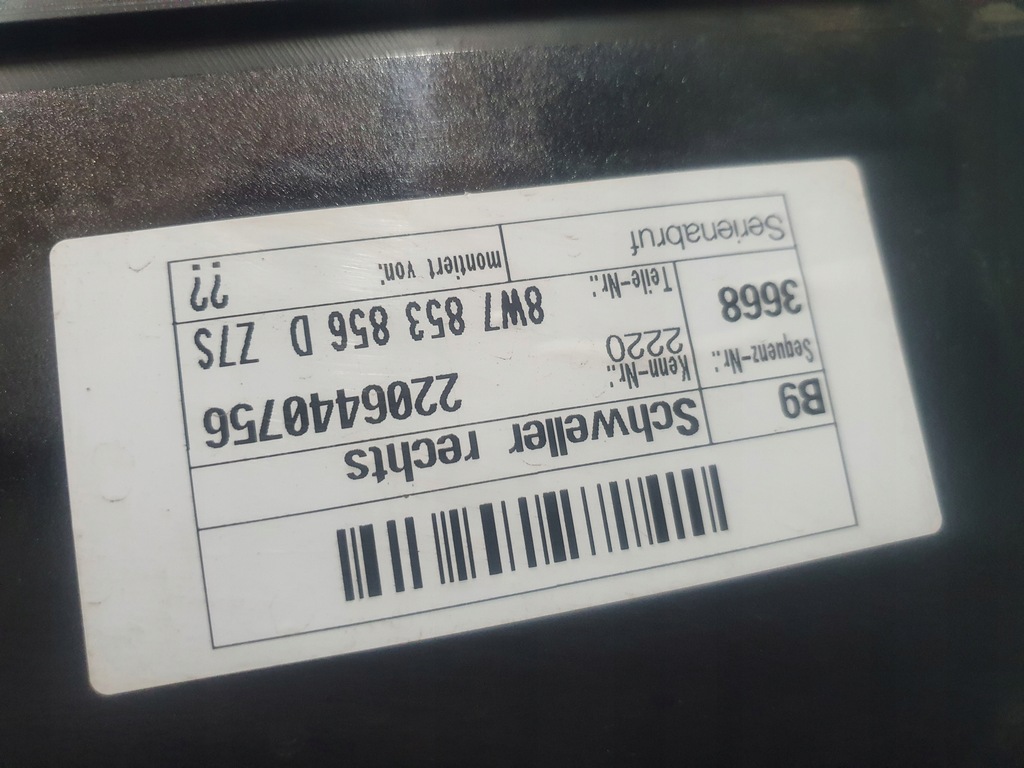 B9 Schweller rechts
Sequenz-Nr.: Kenn-Nr.: 2206440756
2220
3668 Teile-Nr.: 8W7 853 856 D Z7S
Serienabruf montiert von: ??